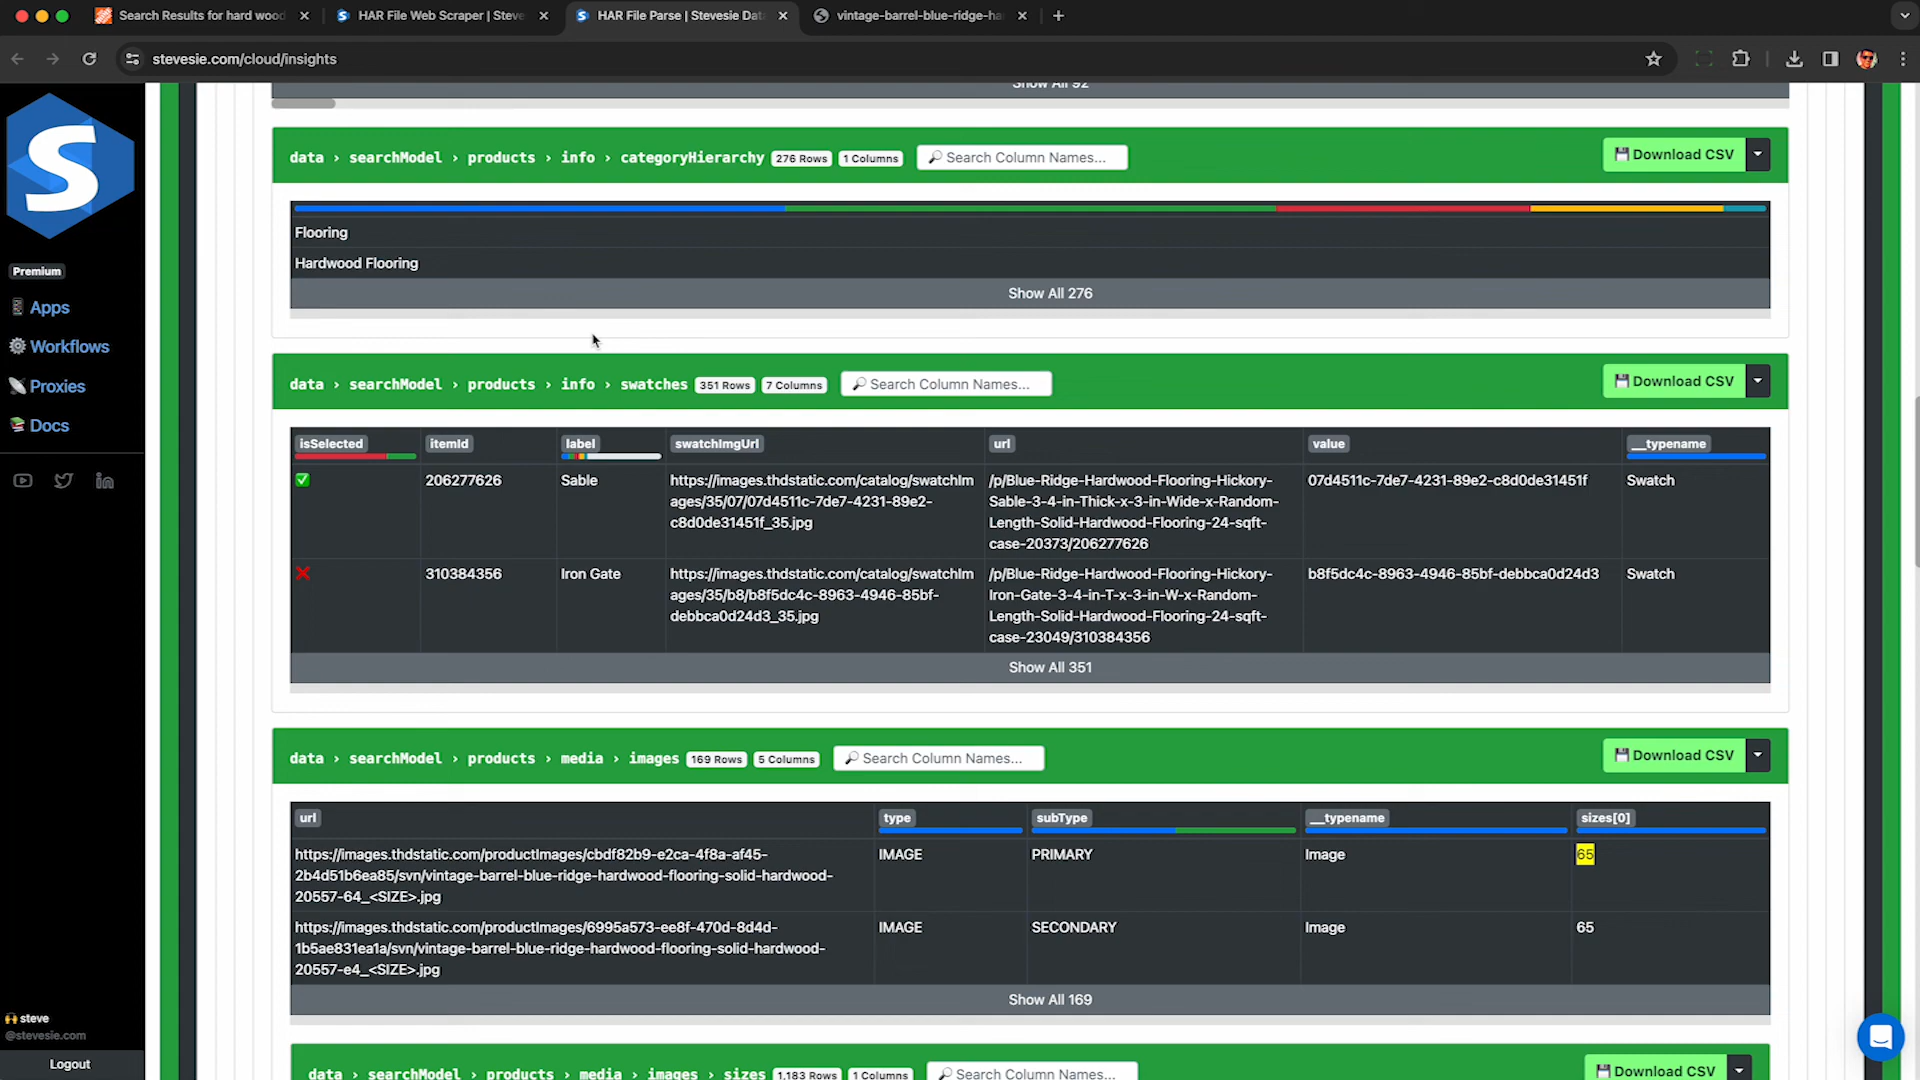 Search Results for hard wood
HAR File Web Scraper | Steve
HAR File Parse | Stevesie Dat
vintage-barrel-blue-ridge-ha
stevesie.com/cloud/insights
Show All 92
data › searchModel › products › info › categoryHierarchy 276 Rows 1 Columns Search Column Names... Download CSV
Flooring
Hardwood Flooring
Show All 276
Premium
Apps
Workflows
Proxies
Docs
data › searchModel › products › info › swatches 351 Rows 7 Columns Search Column Names... Download CSV
isSelected itemId label swatchImgUrl url value __typename
206277626 Sable https://images.thdstatic.com/catalog/swatchIm /p/Blue-Ridge-Hardwood-Flooring-Hickory- 07d4511c-7de7-4231-89e2-c8d0de31451f Swatch
ages/35/07/07d4511c-7de7-4231-89e2- Sable-3-4-in-Thick-x-3-in-Wide-x-Random-
c8d0de31451f_35.jpg Length-Solid-Hardwood-Flooring-24-sqft-
case-20373/206277626
310384356 Iron Gate https://images.thdstatic.com/catalog/swatchIm /p/Blue-Ridge-Hardwood-Flooring-Hickory- b8f5dc4c-8963-4946-85bf-debbca0d24d3 Swatch
ages/35/b8/b8f5dc4c-8963-4946-85bf- Iron-Gate-3-4-in-T-x-3-in-W-x-Random-
debbca0d24d3_35.jpg Length-Solid-Hardwood-Flooring-24-sqft-
case-23049/310384356
Show All 351
data › searchModel › products › media › images 169 Rows 5 Columns Search Column Names... Download CSV
url type subType __typename sizes[0]
https://images.thdstatic.com/productImages/cbdf82b9-e2ca-4f8a-af45- IMAGE PRIMARY Image 65
2b4d51b6ea85/svn/vintage-barrel-blue-ridge-hardwood-flooring-solid-hardwood-
20557-64_<SIZE>.jpg
https://images.thdstatic.com/productImages/6995a573-ee8f-470d-8d4d- IMAGE SECONDARY Image 65
1b5ae831ea1a/svn/vintage-barrel-blue-ridge-hardwood-flooring-solid-hardwood-
20557-e4_<SIZE>.jpg
Show All 169
steve
@stevesie.com
Logout
data › searchModel › products › media › images › sizes 1,183 Rows 1 Columns Search Column Names... Download CSV